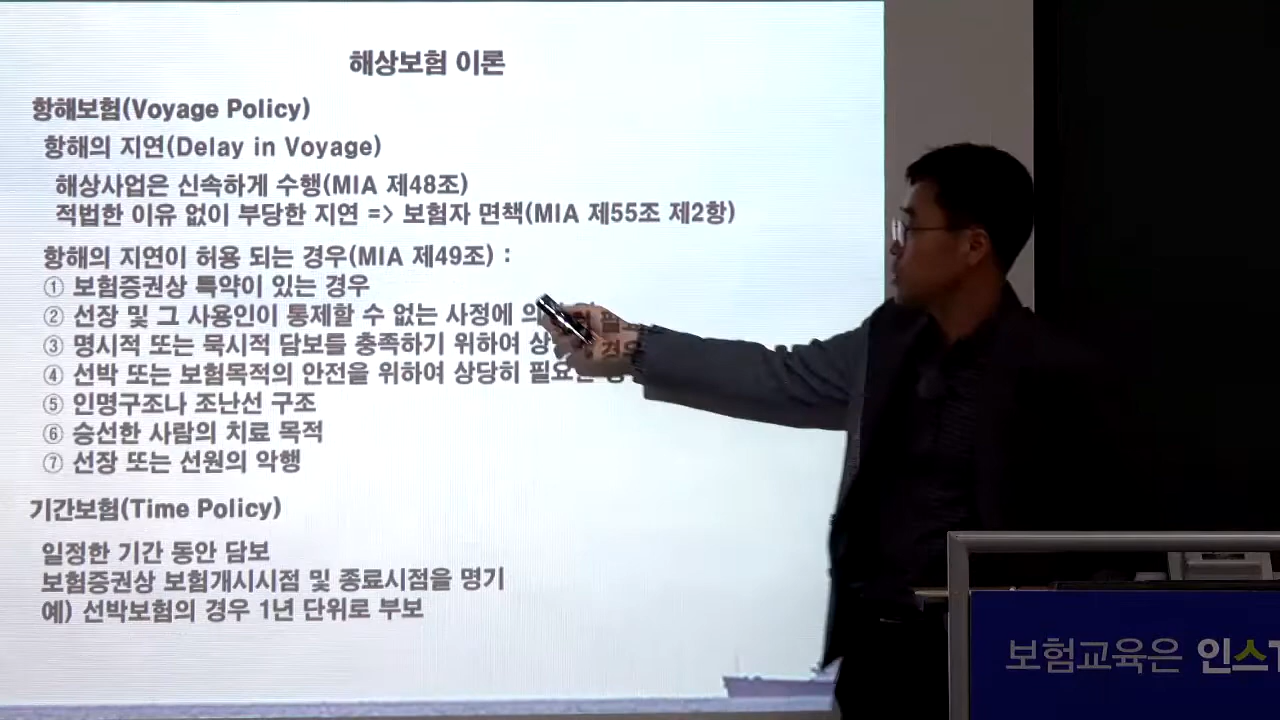 해상보험 이론
항해보험(Voyage Policy)
항해의 지연(Delay in Voyage)
해상사업은 신속하게 수행(MIA 제48조)
적법한 이유 없이 부당한 지연 => 보험자 면책(MIA 제55조 제2항)
항해의 지연이 허용 되는 경우(MIA 제49조) :
① 보험증권상 특약이 있는 경우
② 선장 및 그 사용인이 통제할 수 없는 사정에
③ 명시적 또는 묵시적 담보를 충족하기 위하여
④ 선박 또는 보험목적의 안전을 위하여 상당히
⑤ 인명구조나 조난선 구조
⑥ 승선한 사람의 치료 목적
⑦ 선장 또는 선원의 악행
기간보험(Time Policy)
일정한 기간 동안 담보
보험증권상 보험개시시점 및 종료시점을 명기
예) 선박보험의 경우 1년 단위로 부보
보험교육은 인스